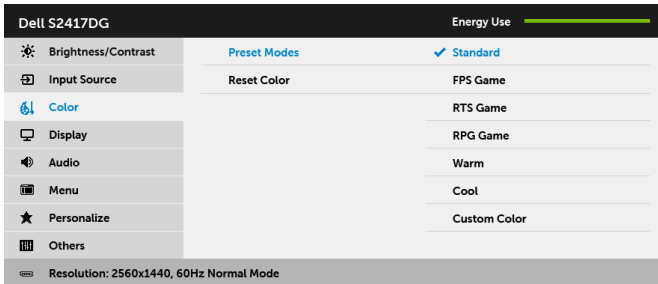 Dell S2417DG Energy Use
Brightness/Contrast Preset Modes Standard
Input Source Reset Color FPS Game
Color RTS Game
Display RPG Game
Audio Warm
Menu Cool
Personalize Custom Color
Others
Resolution: 2560x1440, 60Hz Normal Mode